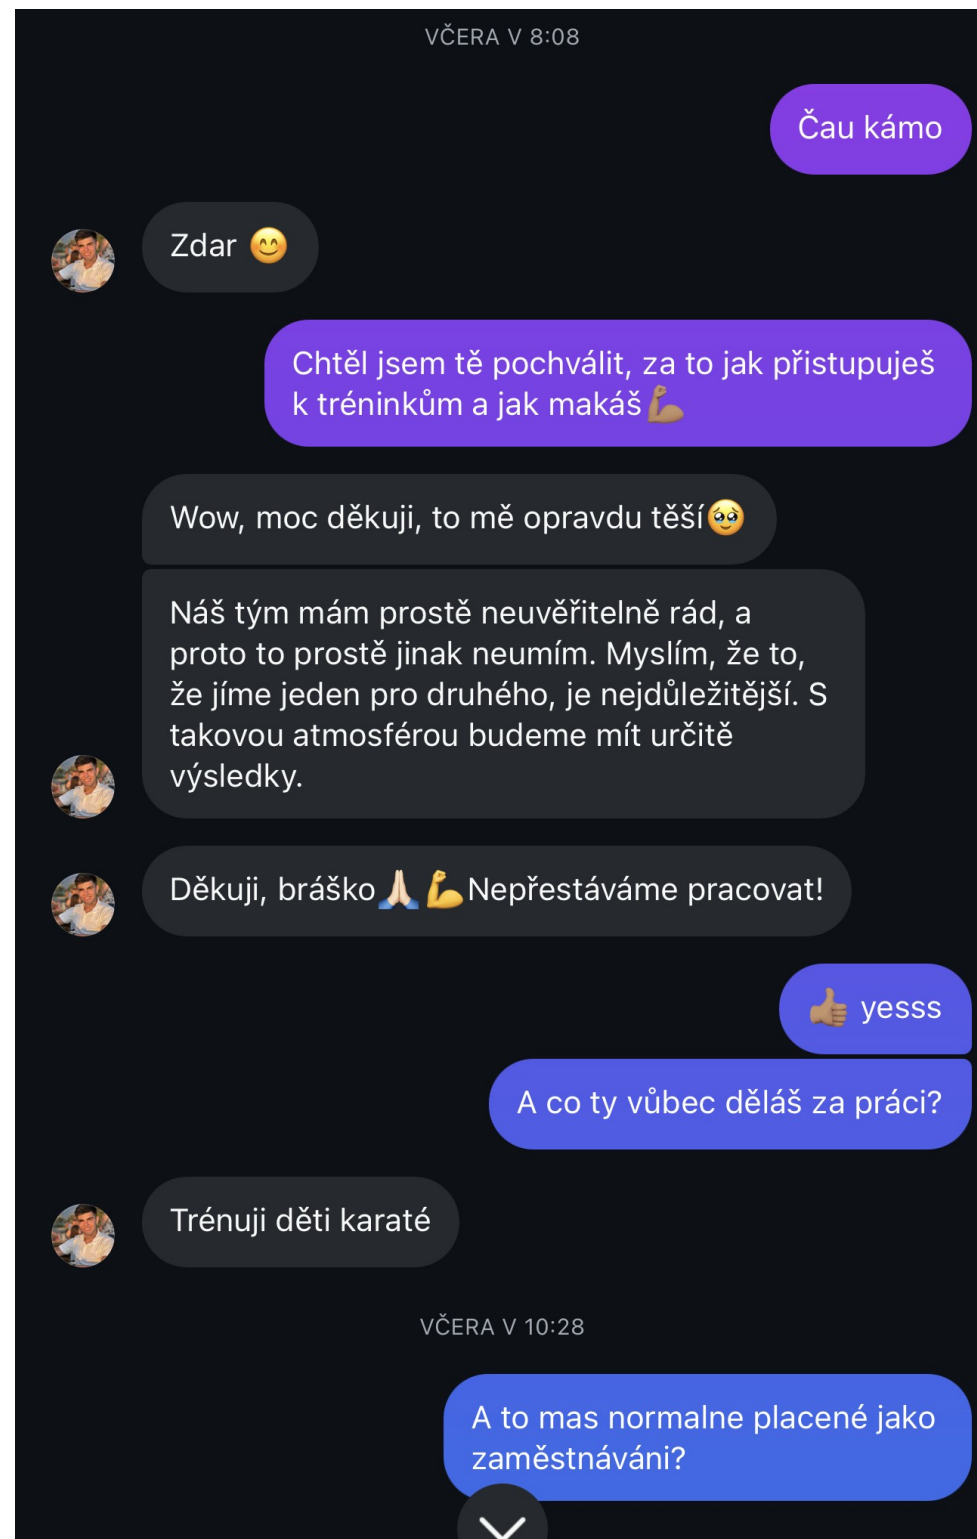 VČERA V 8:08
Čau kámo
Zdar 😊
Chtěl jsem tě pochválit, za to jak přistupuješ
k tréninkům a jak makáš💪🏽
Wow, moc děkuji, to mě opravdu těší🥹
Náš tým mám prostě neuvěřitelně rád, a
proto to prostě jinak neumím. Myslím, že to,
že jíme jeden pro druhého, je nejdůležitější. S
takovou atmosférou budeme mít určitě
výsledky.
Děkuji, bráško🙏🏻💪Nepřestáváme pracovat!
👍🏽 yesss
A co ty vůbec děláš za práci?
Trénuji děti karaté
VČERA V 10:28
A to mas normalne placené jako
zaměstnáváni?